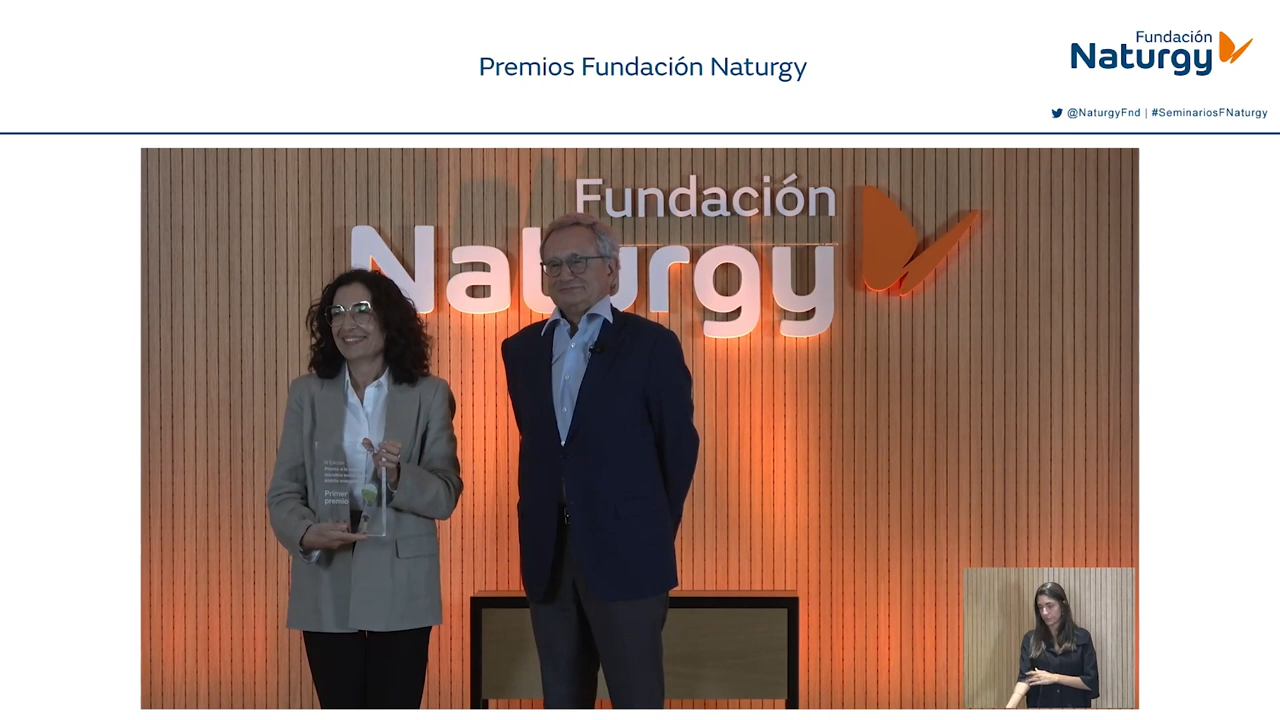 Premios Fundación Naturgy
Fundación
Naturgy
@NaturgyFnd | #SeminariosFNaturgy
Fundación
Naturgy
Primer
premio